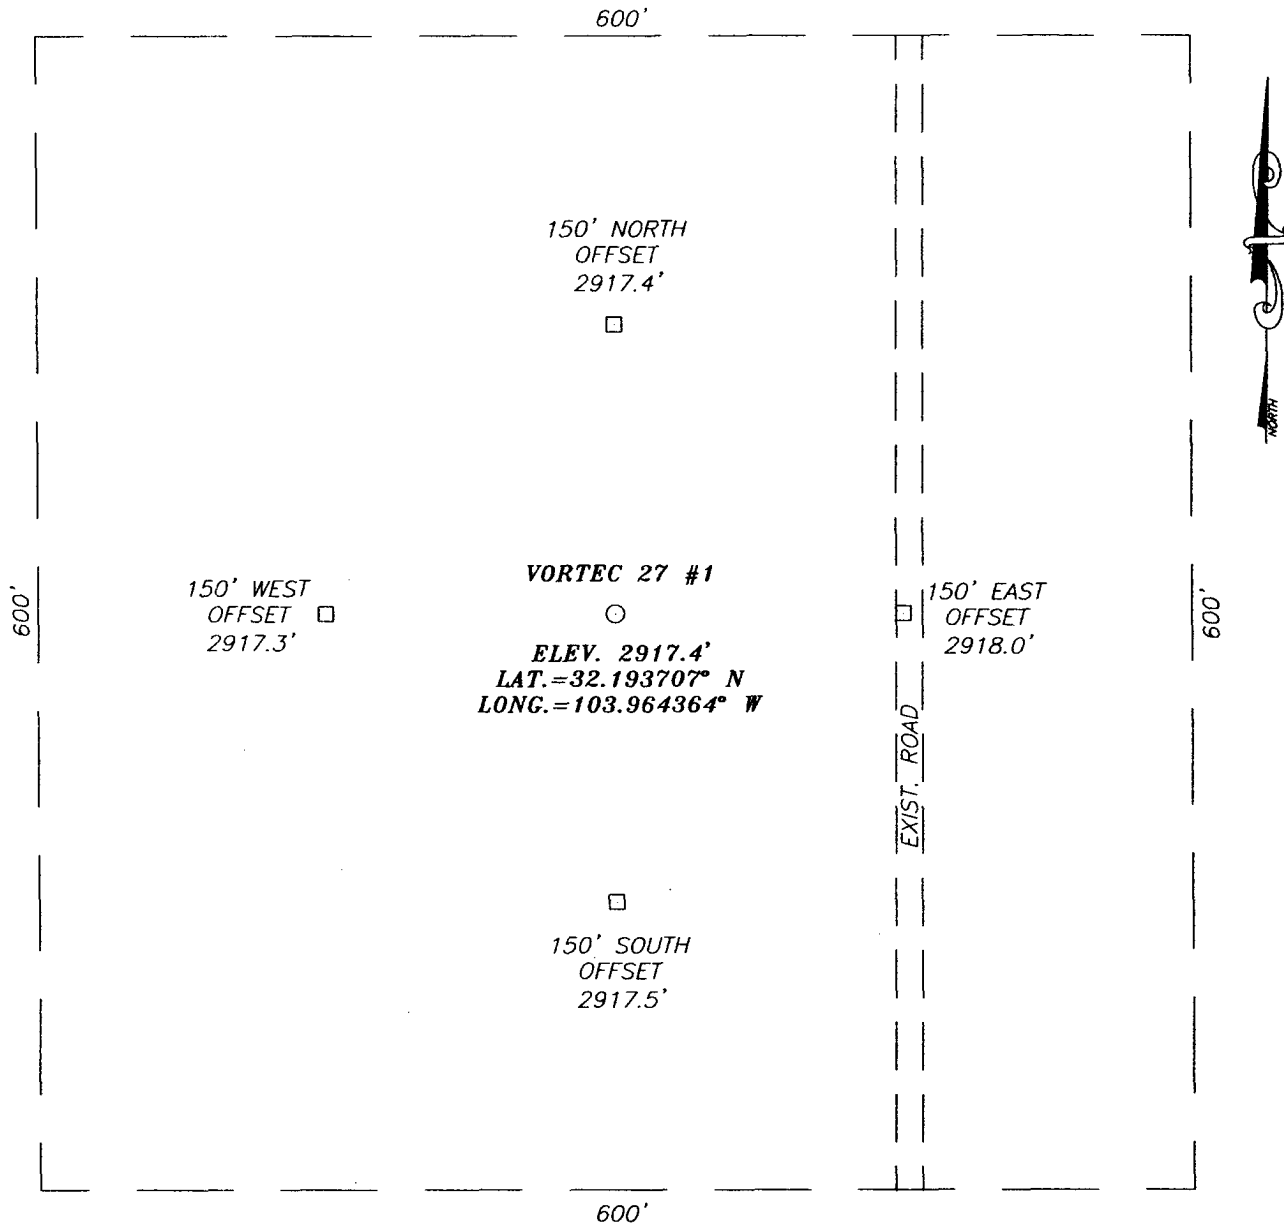 600'
150' NORTH
OFFSET
2917.4'
NORTH
600'
150' WEST
OFFSET
2917.3'
VORTEC 27 #1
ELEV. 2917.4'
LAT.=32.193707° N
LONG.=103.964364° W
150' EAST
OFFSET
2918.0'
600'
EXIST. ROAD
150' SOUTH
OFFSET
2917.5'
600'